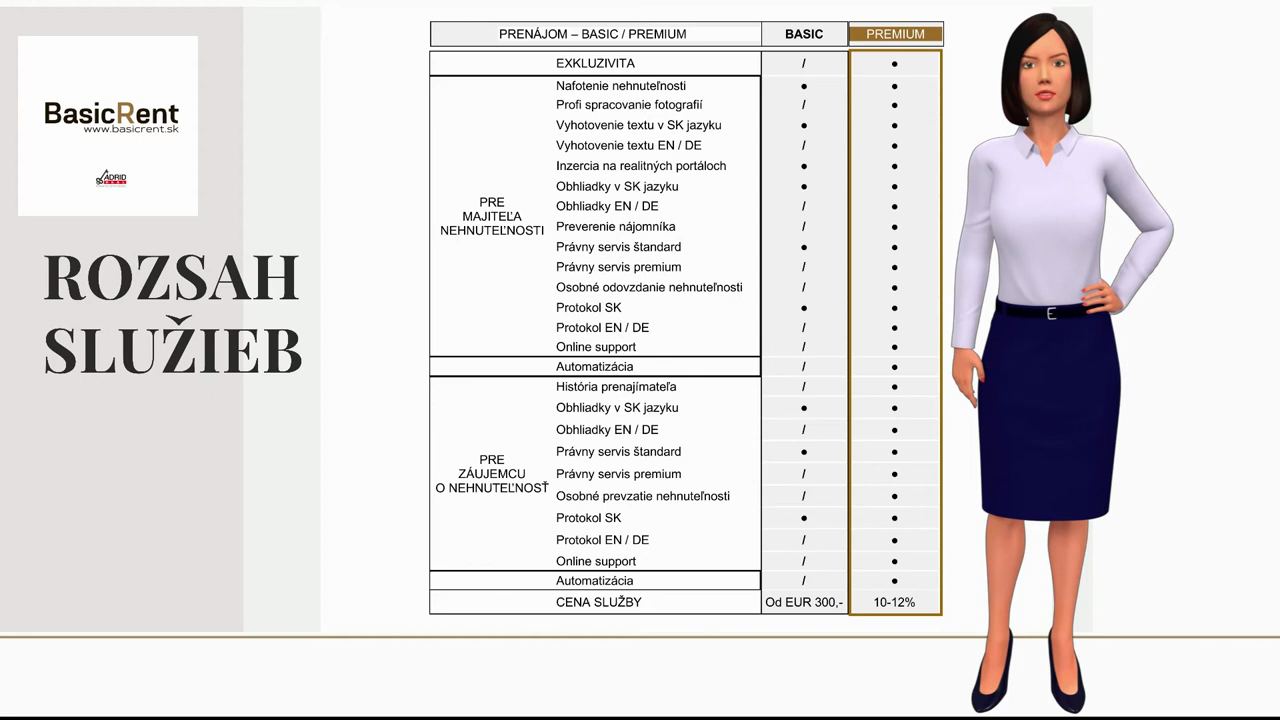 BasicRent
www.basicrent.sk
ADRID
ROZSAH
SLUŽIEB
PRENÁJOM – BASIC / PREMIUM BASIC PREMIUM
EXKLUZIVITA / •
PRE
MAJITEĽA
NEHNUTEĽNOSTI
Nafotenie nehnuteľnosti • •
Profi spracovanie fotografií / •
Vyhotovenie textu v SK jazyku • •
Vyhotovenie textu EN / DE / •
Inzercia na realitných portáloch • •
Obhliadky v SK jazyku • •
Obhliadky EN / DE / •
Preverenie nájomníka / •
Právny servis štandard • •
Právny servis premium / •
Osobné odovzdanie nehnuteľnosti / •
Protokol SK • •
Protokol EN / DE / •
Online support / •
Automatizácia / •
PRE
ZÁUJEMCU
O NEHNUTEĽNOSŤ
História prenajímateľa / •
Obhliadky v SK jazyku • •
Obhliadky EN / DE / •
Právny servis štandard • •
Právny servis premium / •
Osobné prevzatie nehnuteľnosti / •
Protokol SK • •
Protokol EN / DE / •
Online support / •
Automatizácia / •
CENA SLUŽBY Od EUR 300,- 10-12%